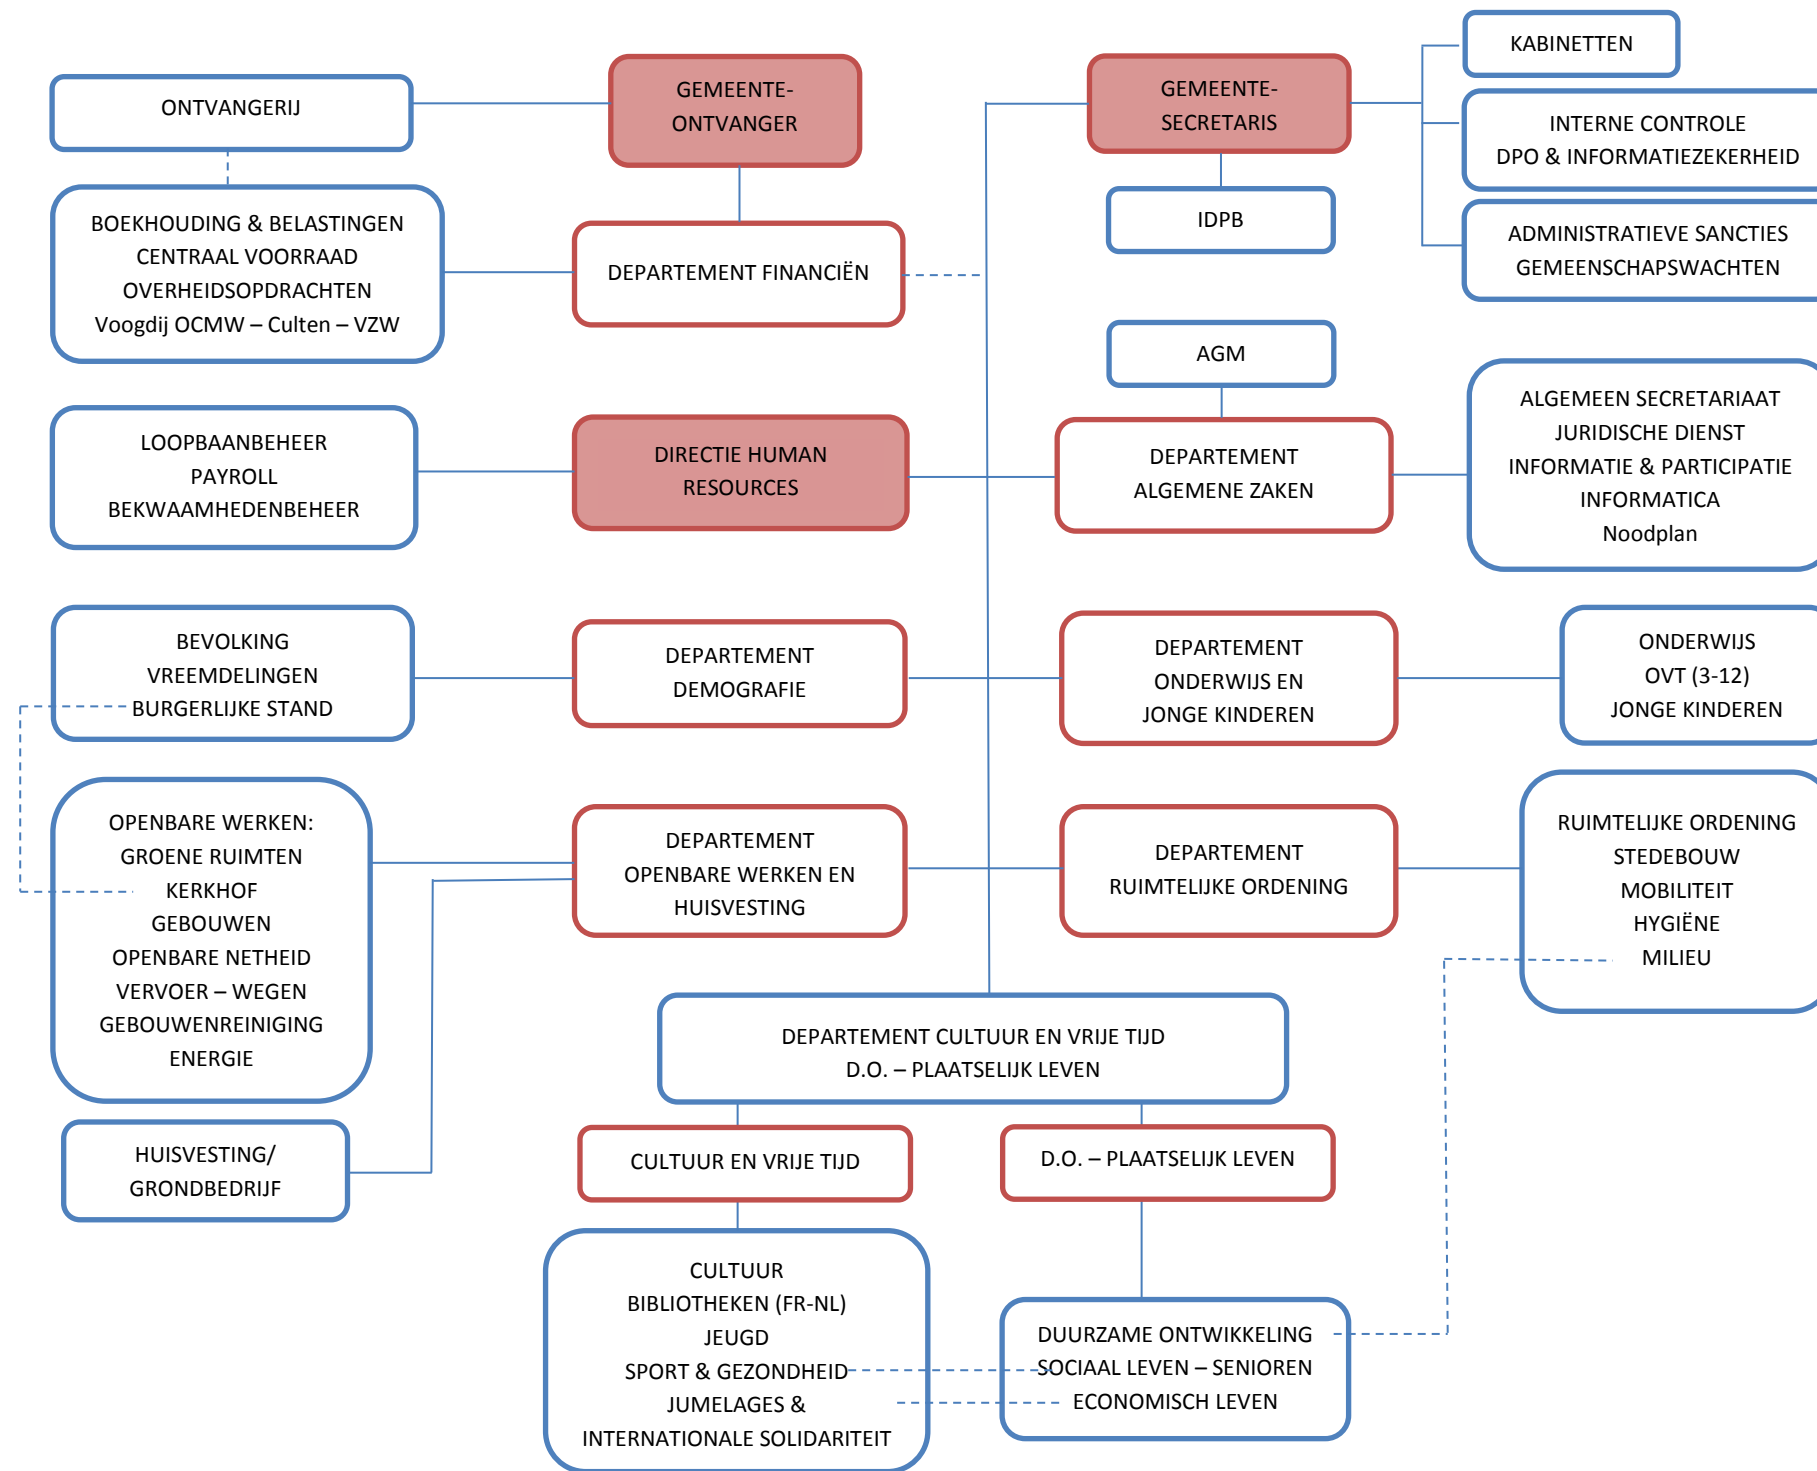 KABINETTEN
ONTVANGERIJ
GEMEENTE-
ONTVANGER
GEMEENTE-
SECRETARIS
INTERNE CONTROLE
DPO & INFORMATIEZEKERHEID
BOEKHOUDING & BELASTINGEN
CENTRAAL VOORRAAD
OVERHEIDSOPDRACHTEN
Voogdij OCMW – Culten – VZW
DEPARTEMENT FINANCIËN
IDPB
ADMINISTRATIEVE SANCTIES
GEMEENSCHAPSWACHTEN
AGM
LOOPBAANBEHEER
PAYROLL
BEKWAAMHEDENBEHEER
DIRECTIE HUMAN
RESOURCES
DEPARTEMENT
ALGEMENE ZAKEN
ALGEMEEN SECRETARIAAT
JURIDISCHE DIENST
INFORMATIE & PARTICIPATIE
INFORMATICA
Noodplan
BEVOLKING
VREEMDELINGEN
BURGERLIJKE STAND
DEPARTEMENT
DEMOGRAFIE
DEPARTEMENT
ONDERWIJS EN
JONGE KINDEREN
ONDERWIJS
OVT (3-12)
JONGE KINDEREN
OPENBARE WERKEN:
GROENE RUIMTEN
KERKHOF
GEBOUWEN
OPENBARE NETHEID
VERVOER – WEGEN
GEBOUWENREINIGING
ENERGIE
DEPARTEMENT
OPENBARE WERKEN EN
HUISVESTING
DEPARTEMENT
RUIMTELIJKE ORDENING
RUIMTELIJKE ORDENING
STEDEBOUW
MOBILITEIT
HYGIËNE
MILIEU
DEPARTEMENT CULTUUR EN VRIJE TIJD
D.O. – PLAATSELIJK LEVEN
HUISVESTING/
GRONDBEDRIJF
CULTUUR EN VRIJE TIJD
D.O. – PLAATSELIJK LEVEN
CULTUUR
BIBLIOTHEKEN (FR-NL)
JEUGD
SPORT & GEZONDHEID
JUMELAGES &
INTERNATIONALE SOLIDARITEIT
DUURZAME ONTWIKKELING
SOCIAAL LEVEN – SENIOREN
ECONOMISCH LEVEN